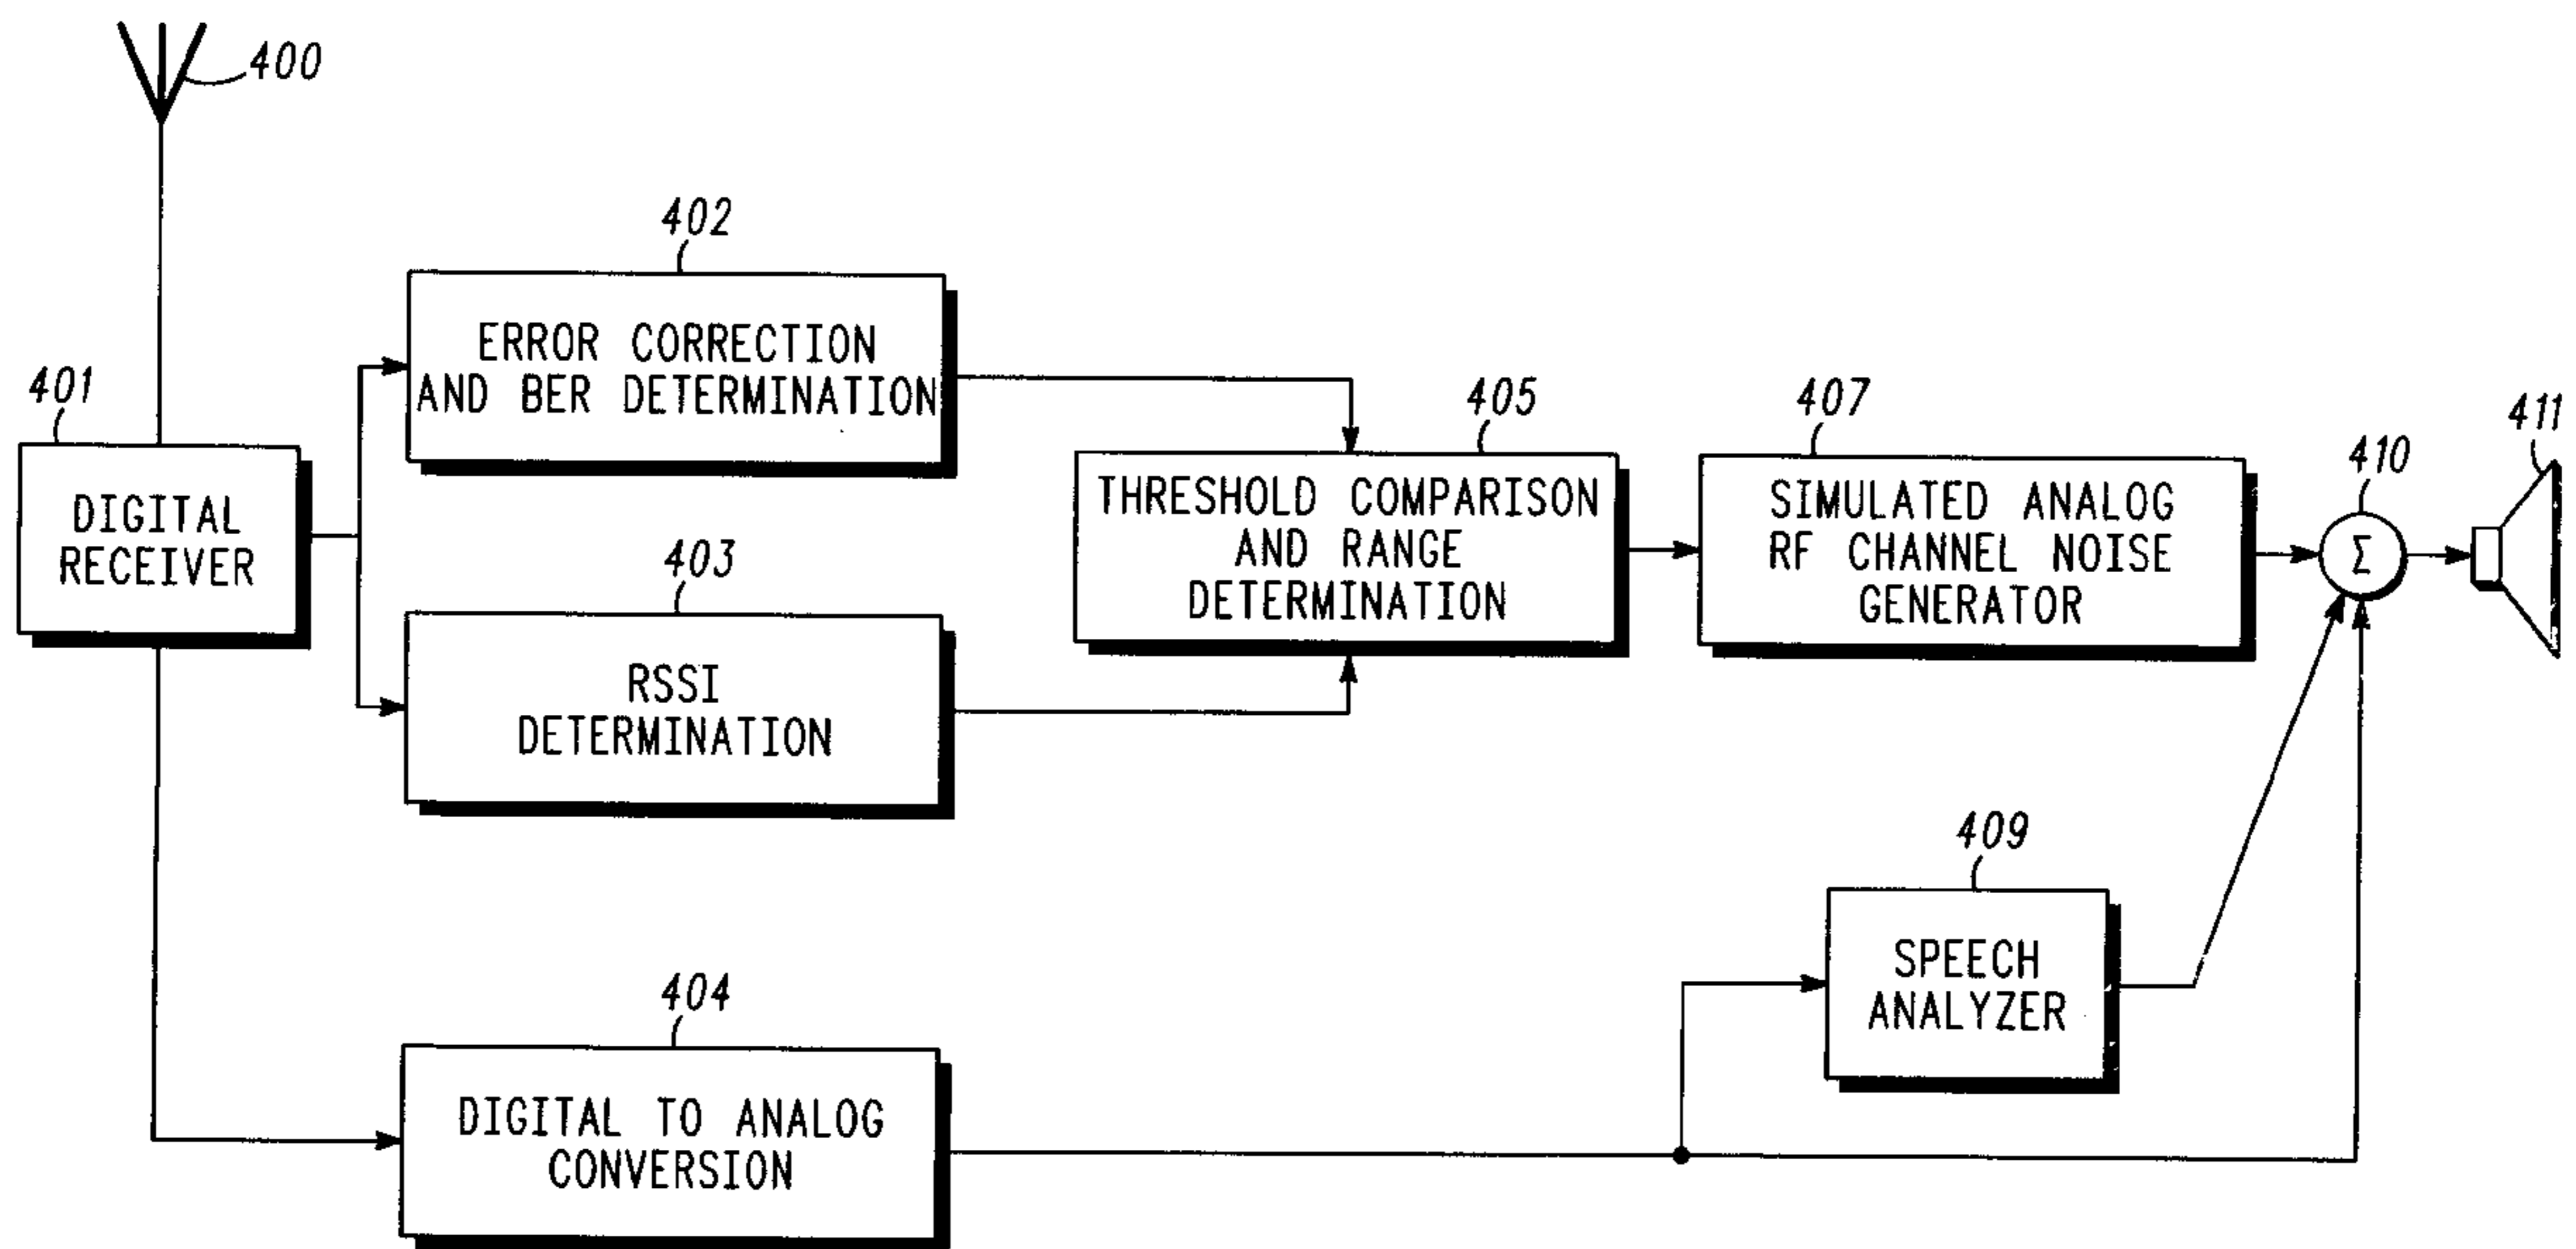 400
402
ERROR CORRECTION
AND BER DETERMINATION
401
DIGITAL
RECEIVER
403
RSSI
DETERMINATION
405
THRESHOLD COMPARISON
AND RANGE
DETERMINATION
407
SIMULATED ANALOG
RF CHANNEL NOISE
GENERATOR
410
Σ
411
409
SPEECH
ANALYZER
404
DIGITAL TO ANALOG
CONVERSION